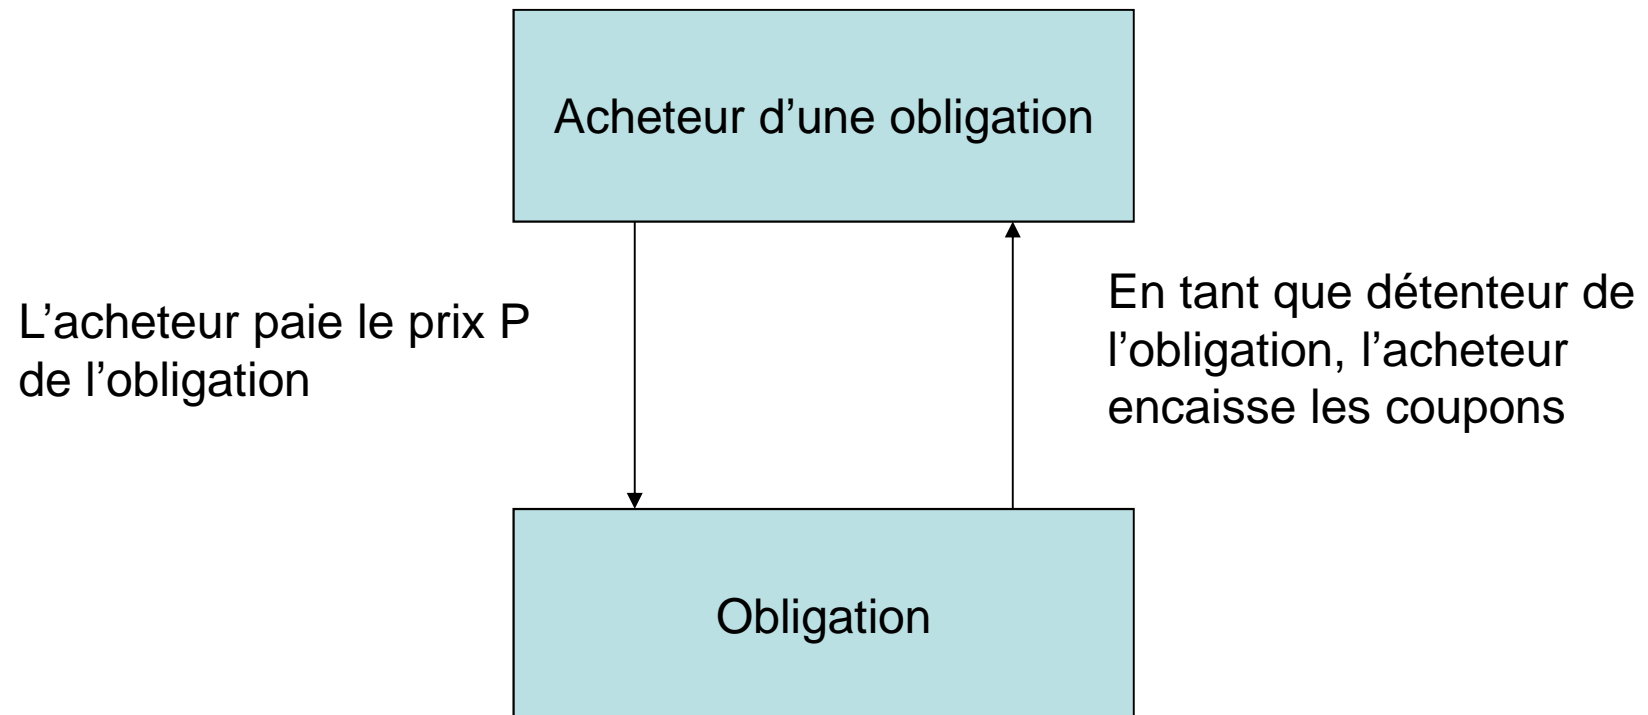 Acheteur d’une obligation
L’acheteur paie le prix P
de l’obligation
En tant que détenteur de
l’obligation, l’acheteur
encaisse les coupons
Obligation